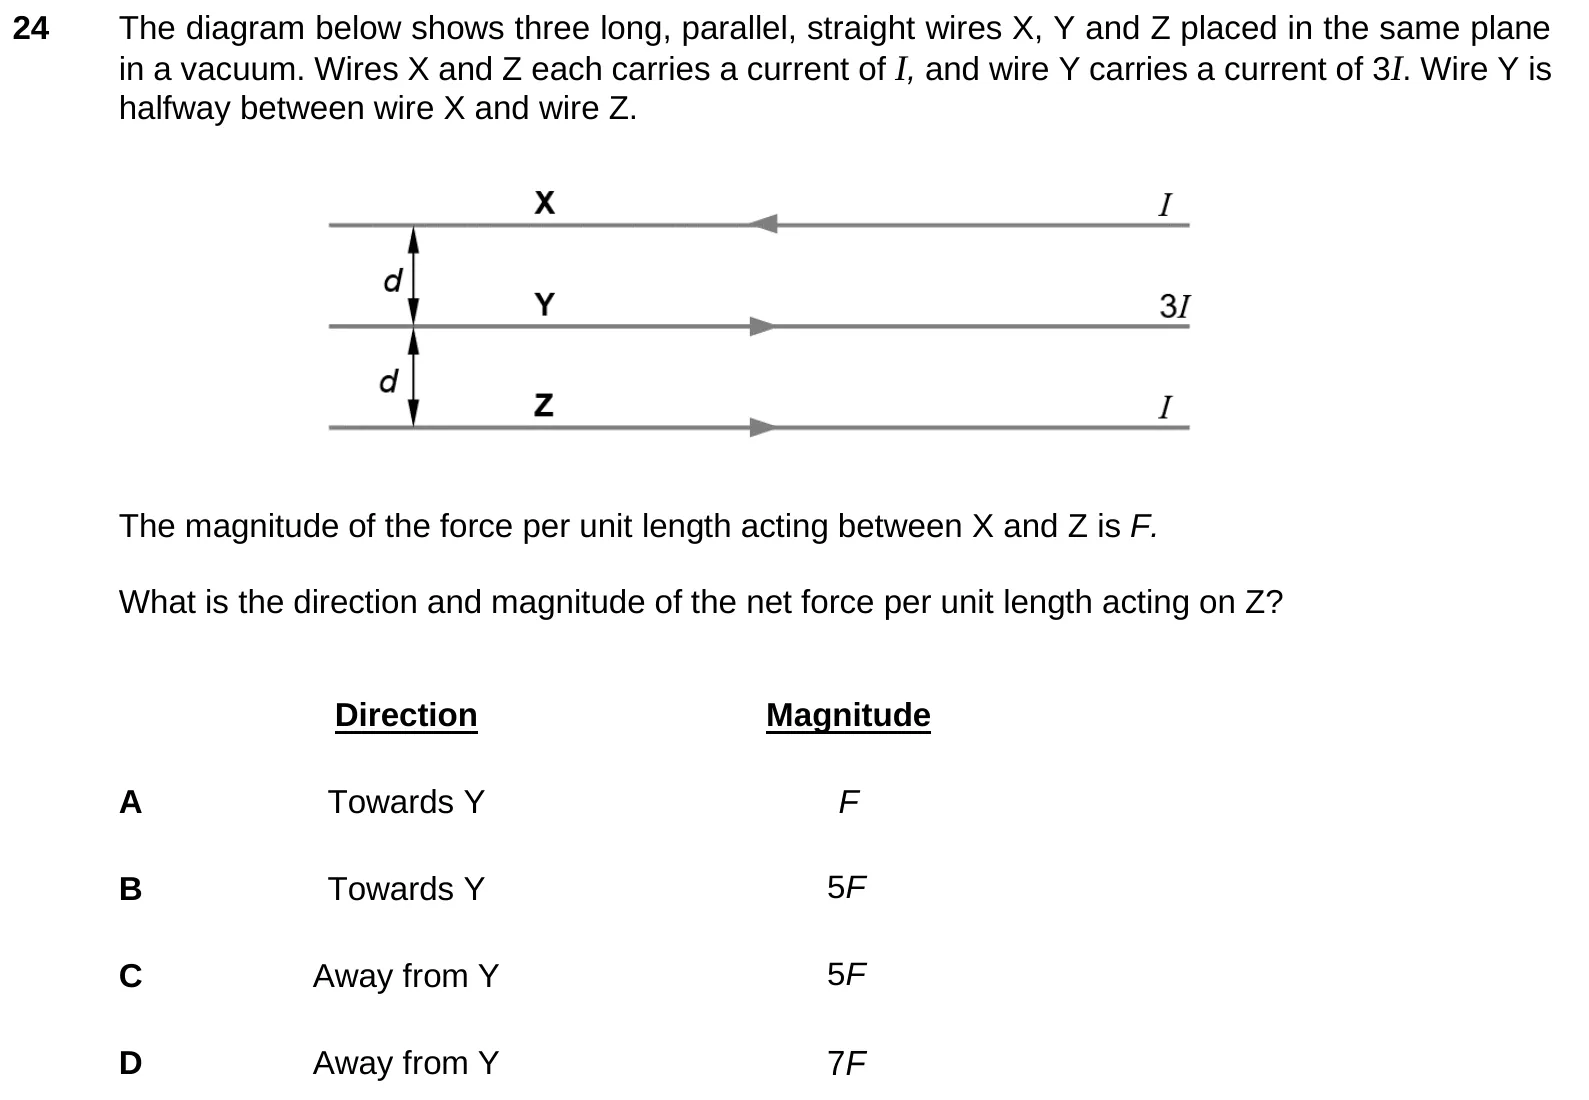 24 The diagram below shows three long, parallel, straight wires X, Y and Z placed in the same plane
in a vacuum. Wires X and Z each carries a current of I, and wire Y carries a current of 3I. Wire Y is
halfway between wire X and wire Z.
X I
d
Y 3I
d
Z I
The magnitude of the force per unit length acting between X and Z is F.
What is the direction and magnitude of the net force per unit length acting on Z?
Direction Magnitude
A Towards Y F
B Towards Y 5F
C Away from Y 5F
D Away from Y 7F